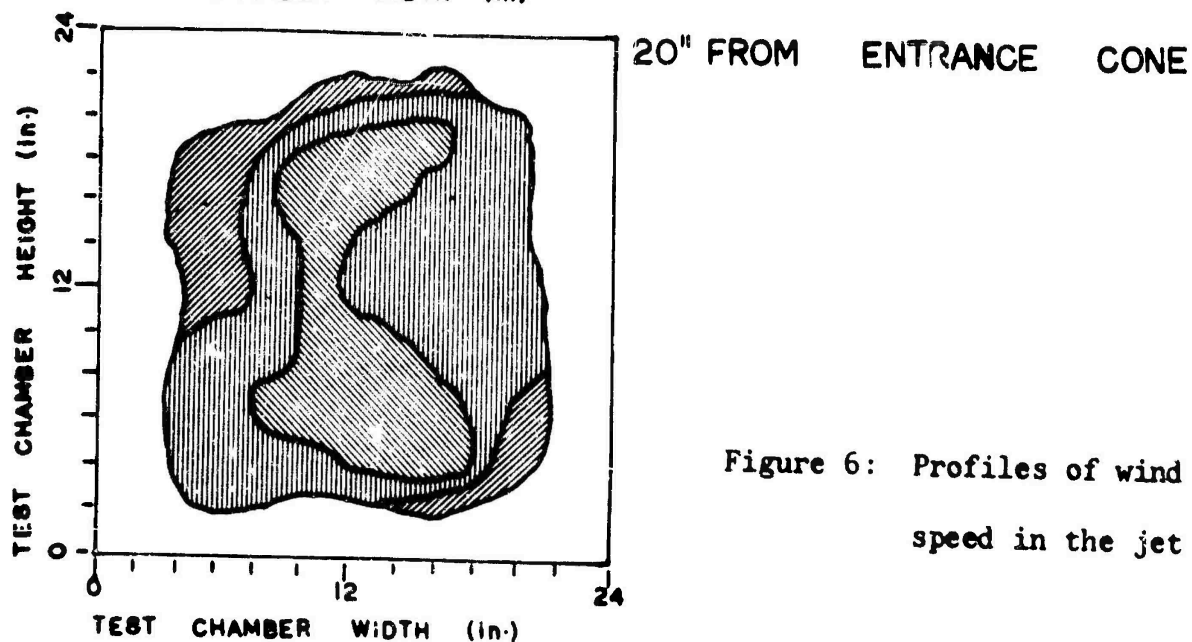 24
20" FROM ENTRANCE CONE
TEST CHAMBER HEIGHT (in.)
12
0
0 12 24
TEST CHAMBER WIDTH (in.)
Figure 6: Profiles of wind
speed in the jet